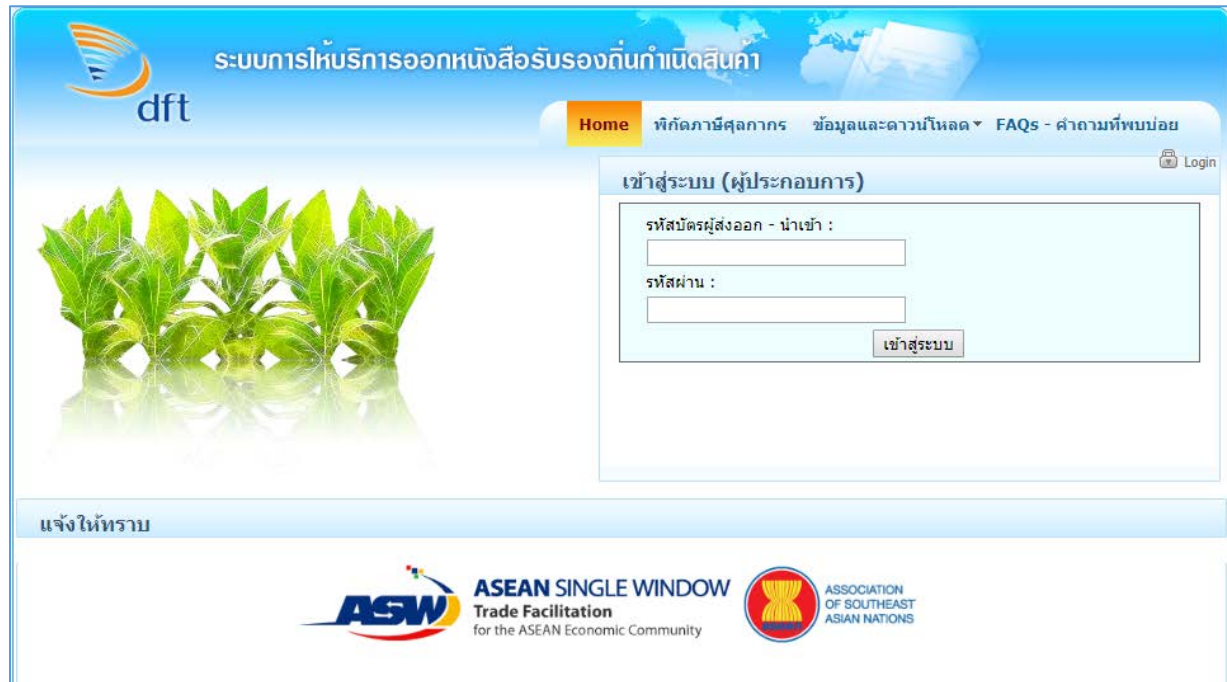 ระบบการให้บริการออกหนังสือรับรองถิ่นกำเนิดสินค้า
dft
Home พิกัดภาษีศุลกากร ข้อมูลและดาวน์โหลด FAQs - คำถามที่พบบ่อย
Login
เข้าสู่ระบบ (ผู้ประกอบการ)
รหัสบัตรผู้ส่งออก - นำเข้า :
รหัสผ่าน :
เข้าสู่ระบบ
แจ้งให้ทราบ
ASW
ASEAN SINGLE WINDOW
Trade Facilitation
for the ASEAN Economic Community
asean
ASSOCIATION
OF SOUTHEAST
ASIAN NATIONS